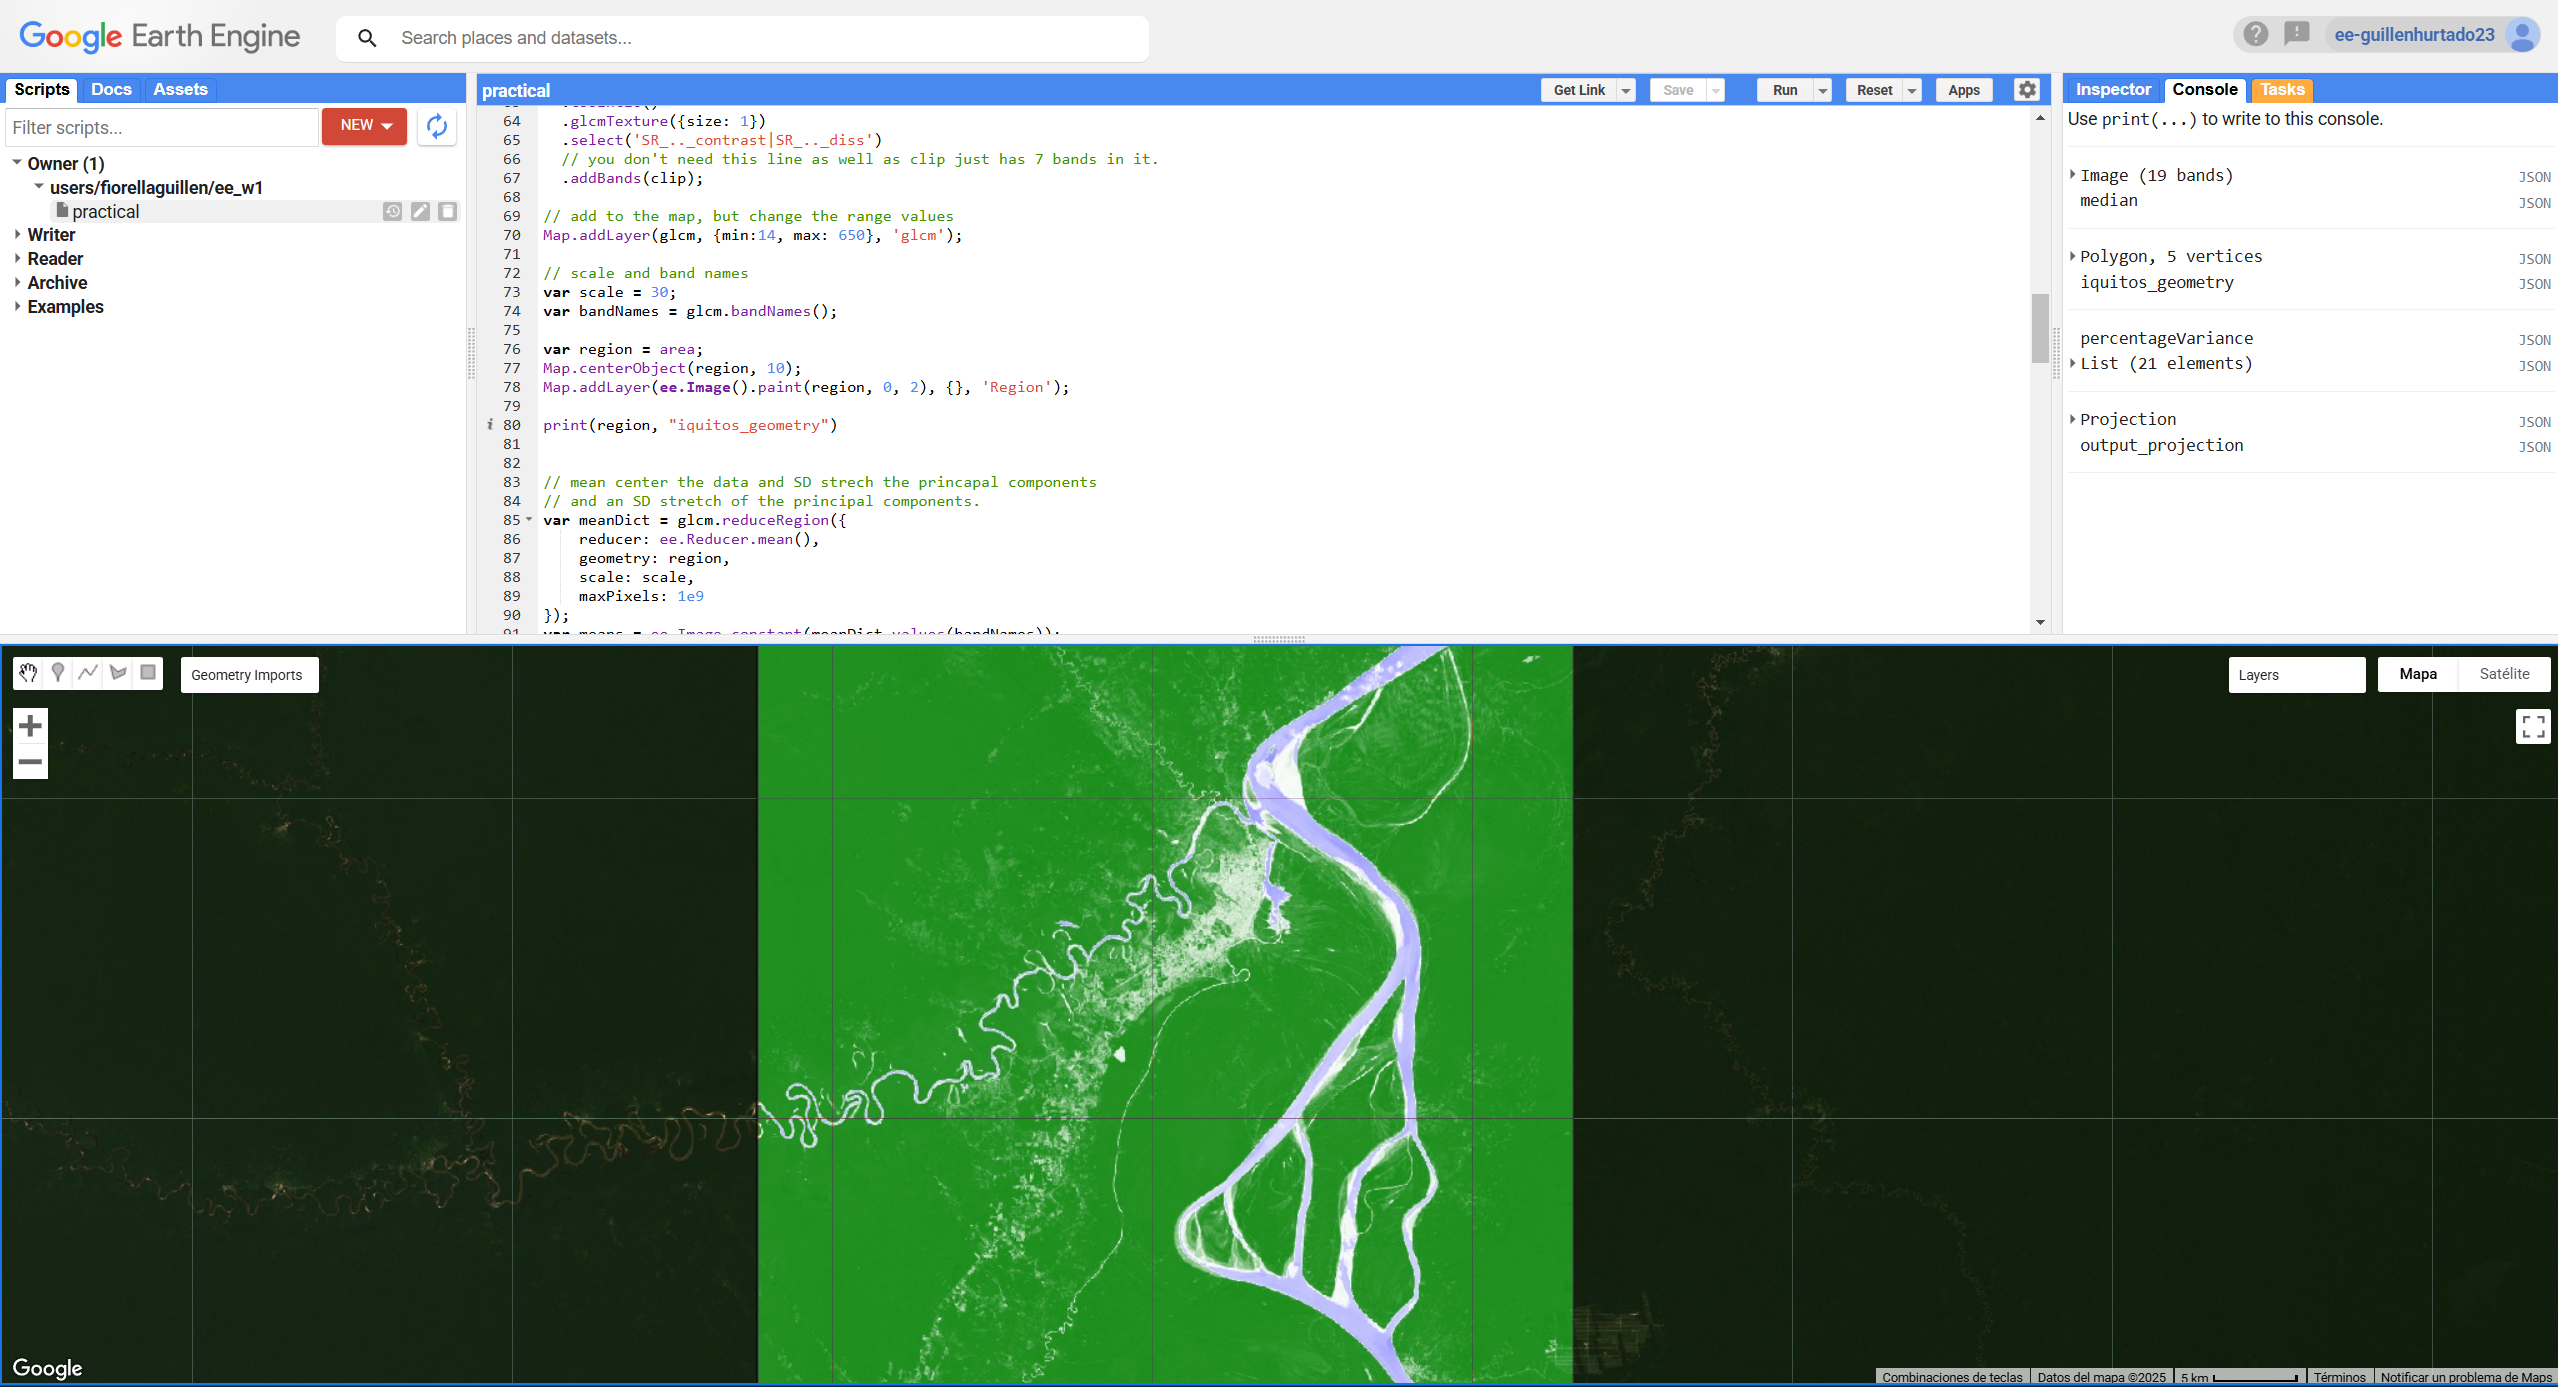 Google Earth Engine
Search places and datasets...
ee-guillenhurtado23
Scripts Docs Assets
Filter scripts...
NEW
Owner (1)
users/fiorellaguillen/ee_w1
practical
Writer
Reader
Archive
Examples
practical
Get Link Save Run Reset Apps
64 .glcmTexture({size: 1})
65 .select('SR_.._contrast|SR_.._diss')
66 // you don't need this line as well as clip just has 7 bands in it.
67 .addBands(clip);
68
69 // add to the map, but change the range values
70 Map.addLayer(glcm, {min:14, max: 650}, 'glcm');
71
72 // scale and band names
73 var scale = 30;
74 var bandNames = glcm.bandNames();
75
76 var region = area;
77 Map.centerObject(region, 10);
78 Map.addLayer(ee.Image().paint(region, 0, 2), {}, 'Region');
79
80 print(region, "iquitos_geometry")
81
82
83 // mean center the data and SD strech the princapal components
84 // and an SD stretch of the principal components.
85 var meanDict = glcm.reduceRegion({
86 reducer: ee.Reducer.mean(),
87 geometry: region,
88 scale: scale,
89 maxPixels: 1e9
90 });
91 var means = ee.Image.constant(meanDict.values(bandNames));
Inspector Console Tasks
Use print(...) to write to this console.
Image (19 bands) JSON
median JSON
Polygon, 5 vertices JSON
iquitos_geometry JSON
percentageVariance JSON
List (21 elements) JSON
Projection JSON
output_projection JSON
Geometry Imports
Layers
Mapa Satélite
Google
Combinaciones de teclas Datos del mapa ©2025 5 km Términos Notificar un problema de Maps